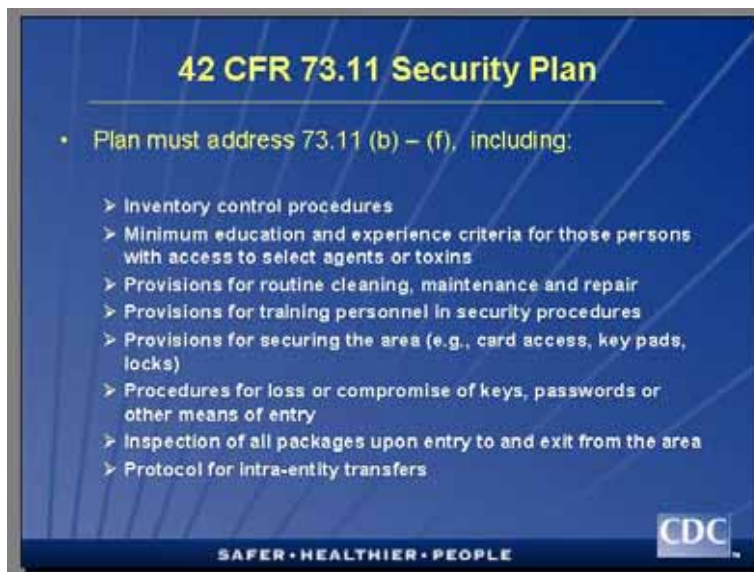 42 CFR 73.11 Security Plan
• Plan must address 73.11 (b) – (f), including:
➢ Inventory control procedures
➢ Minimum education and experience criteria for those persons
with access to select agents or toxins
➢ Provisions for routine cleaning, maintenance and repair
➢ Provisions for training personnel in security procedures
➢ Provisions for securing the area (e.g., card access, key pads,
locks)
➢ Procedures for loss or compromise of keys, passwords or
other means of entry
➢ Inspection of all packages upon entry to and exit from the area
➢ Protocol for intra-entity transfers
CDC
SAFER•HEALTHIER•PEOPLE